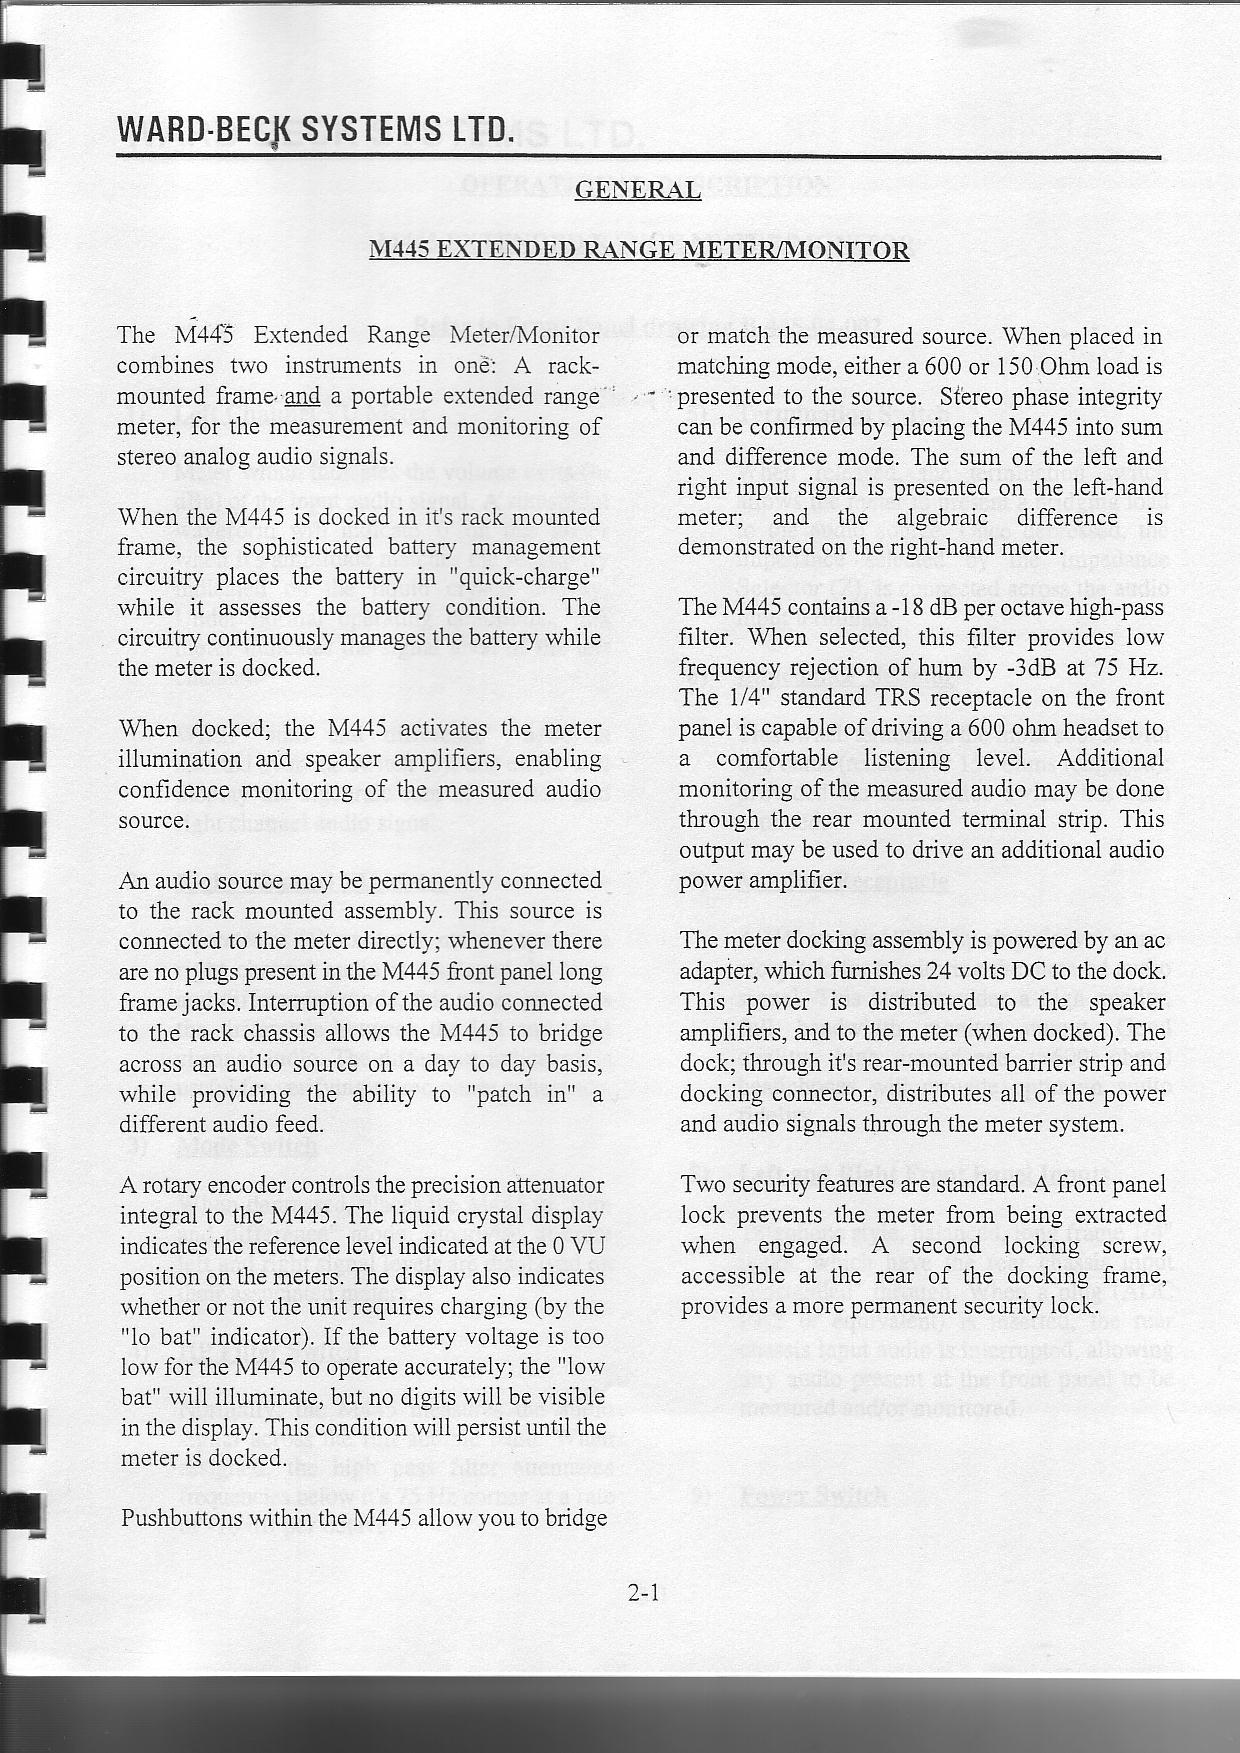 WARD-BECK SYSTEMS LTD.
GENERAL
M445 EXTENDED RANGE METER/MONITOR
The M445 Extended Range Meter/Monitor
combines two instruments in one: A rack-
mounted frame and a portable extended range
meter, for the measurement and monitoring of
stereo analog audio signals.
When the M445 is docked in it's rack mounted
frame, the sophisticated battery management
circuitry places the battery in "quick-charge"
while it assesses the battery condition. The
circuitry continuously manages the battery while
the meter is docked.
When docked; the M445 activates the meter
illumination and speaker amplifiers, enabling
confidence monitoring of the measured audio
source.
An audio source may be permanently connected
to the rack mounted assembly. This source is
connected to the meter directly; whenever there
are no plugs present in the M445 front panel long
frame jacks. Interruption of the audio connected
to the rack chassis allows the M445 to bridge
across an audio source on a day to day basis,
while providing the ability to "patch in" a
different audio feed.
A rotary encoder controls the precision attenuator
integral to the M445. The liquid crystal display
indicates the reference level indicated at the 0 VU
position on the meters. The display also indicates
whether or not the unit requires charging (by the
"lo bat" indicator). If the battery voltage is too
low for the M445 to operate accurately; the "low
bat" will illuminate, but no digits will be visible
in the display. This condition will persist until the
meter is docked.
Pushbuttons within the M445 allow you to bridge
or match the measured source. When placed in
matching mode, either a 600 or 150 Ohm load is
presented to the source. Stereo phase integrity
can be confirmed by placing the M445 into sum
and difference mode. The sum of the left and
right input signal is presented on the left-hand
meter; and the algebraic difference is
demonstrated on the right-hand meter.
The M445 contains a -18 dB per octave high-pass
filter. When selected, this filter provides low
frequency rejection of hum by -3dB at 75 Hz.
The 1/4" standard TRS receptacle on the front
panel is capable of driving a 600 ohm headset to
a comfortable listening level. Additional
monitoring of the measured audio may be done
through the rear mounted terminal strip. This
output may be used to drive an additional audio
power amplifier.
The meter docking assembly is powered by an ac
adapter, which furnishes 24 volts DC to the dock.
This power is distributed to the speaker
amplifiers, and to the meter (when docked). The
dock; through it's rear-mounted barrier strip and
docking connector, distributes all of the power
and audio signals through the meter system.
Two security features are standard. A front panel
lock prevents the meter from being extracted
when engaged. A second locking screw,
accessible at the rear of the docking frame,
provides a more permanent security lock.
2-1